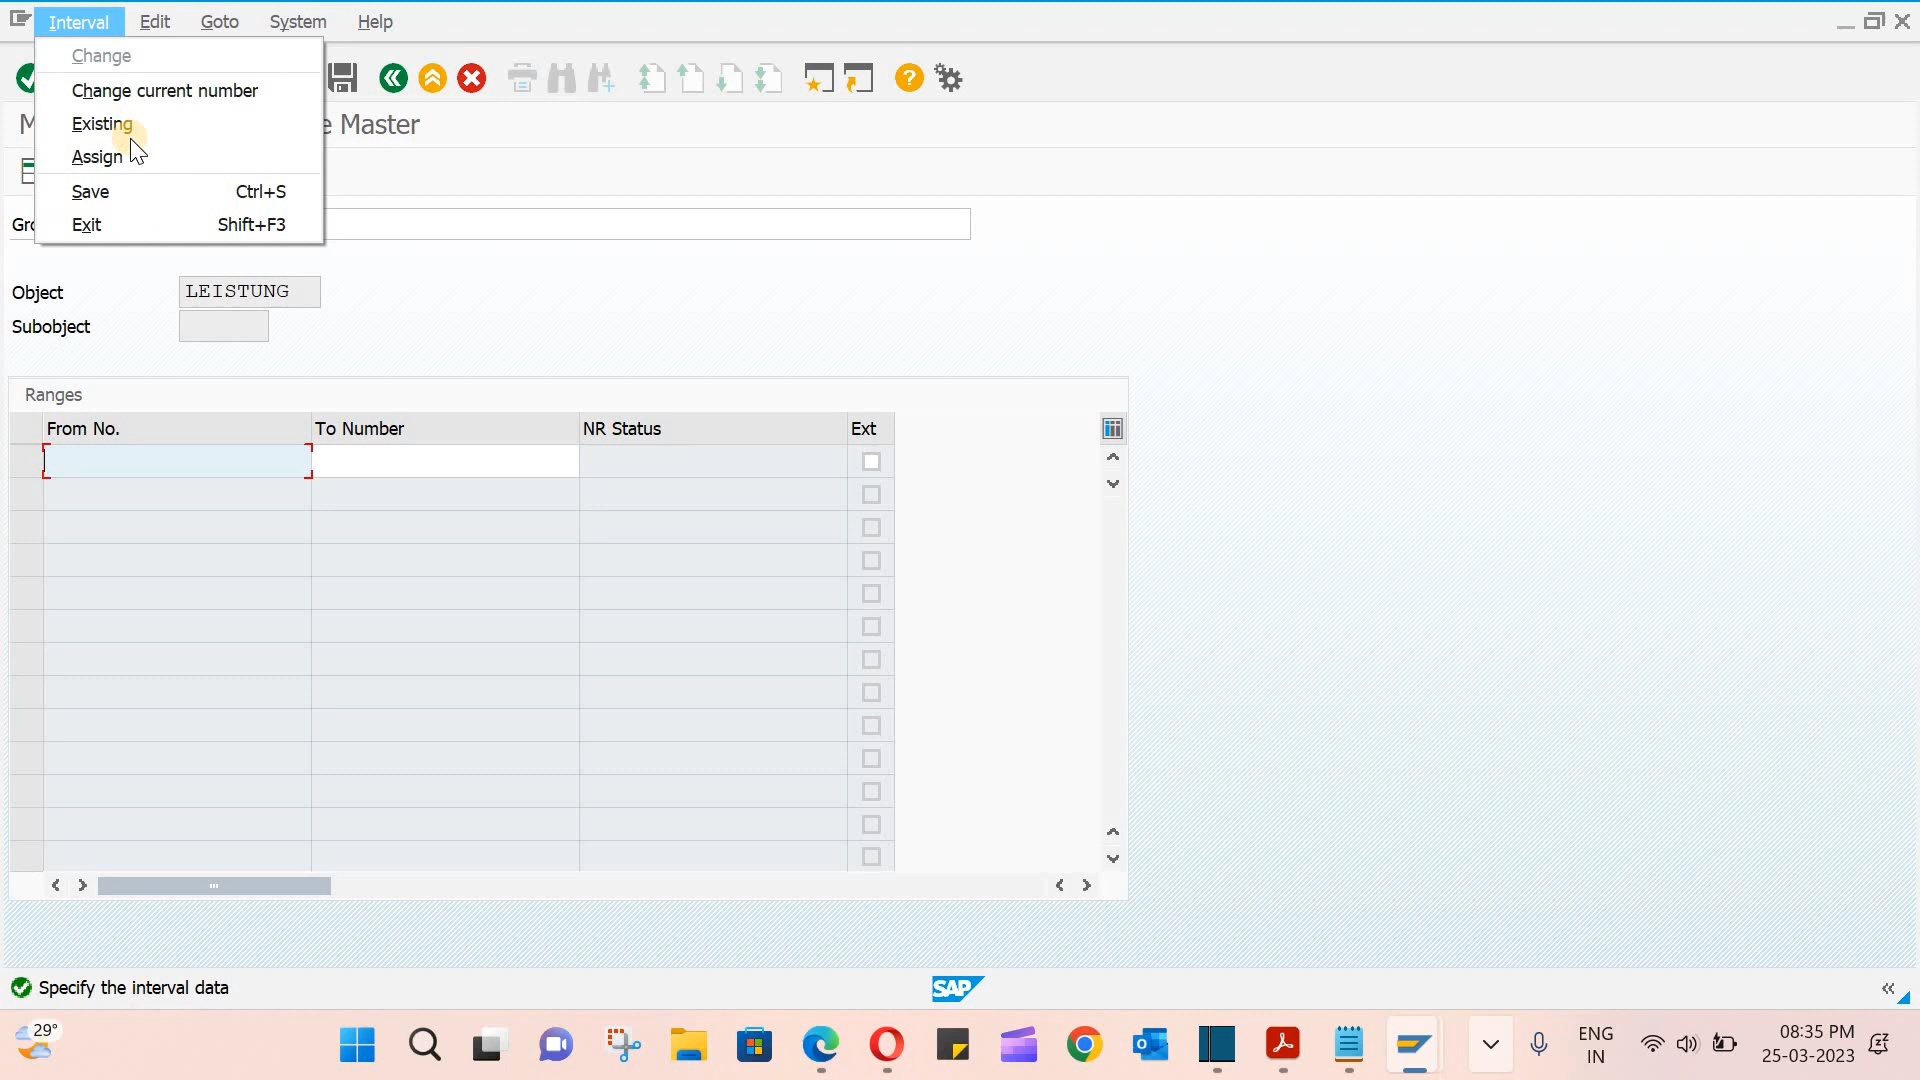 Interval Edit Goto System Help
Change
Change current number
Existing
Assign
Save Ctrl+S
Exit Shift+F3
M e Master
Gro
Object LEISTUNG
Subobject
Ranges
From No. To Number NR Status Ext
Specify the interval data
SAP
29°
ENG
IN
08:35 PM
25-03-2023